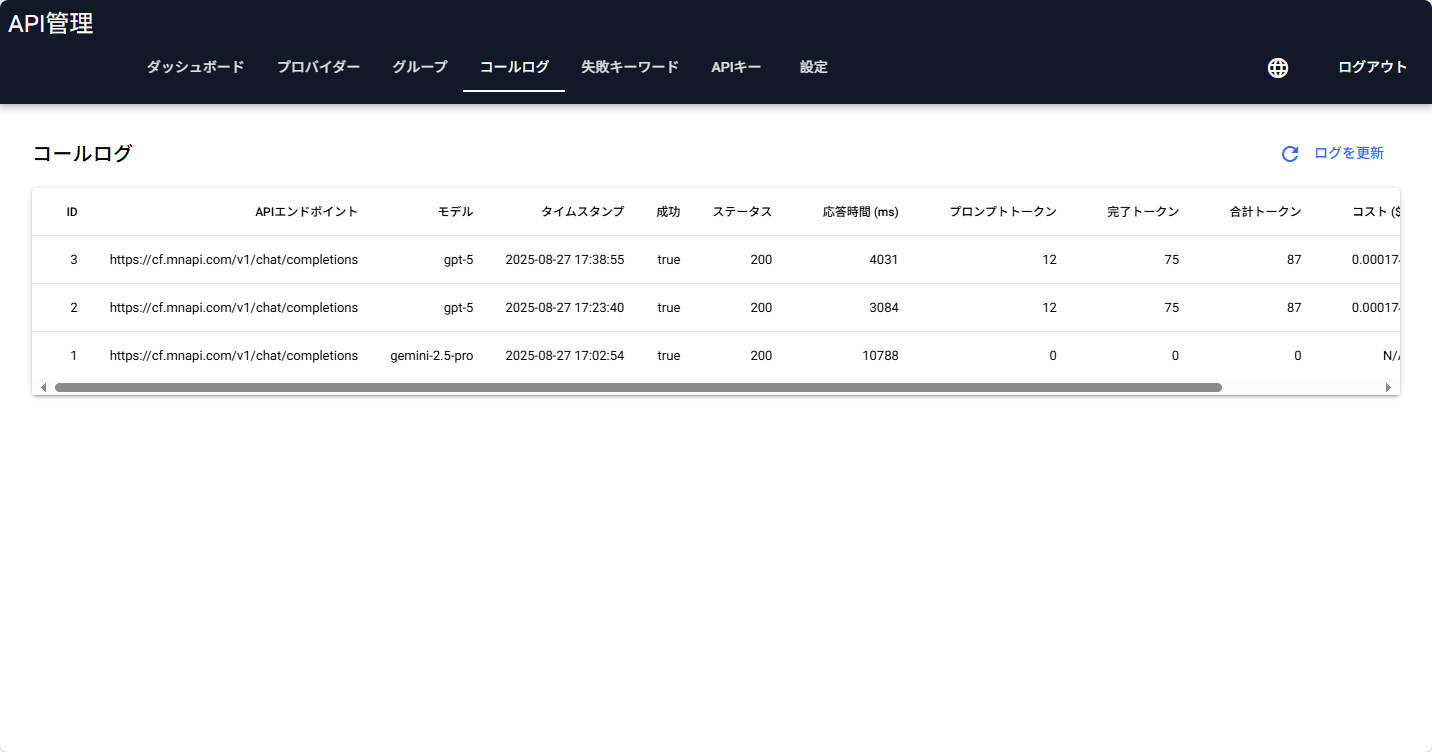 API管理
ダッシュボード プロバイダー グループ コールログ 失敗キーワード APIキー 設定 ログアウト
コールログ ログを更新
ID APIエンドポイント モデル タイムスタンプ 成功 ステータス 応答時間 (ms) プロンプトトークン 完了トークン 合計トークン コスト ($
3 https://cf.mnapi.com/v1/chat/completions gpt-5 2025-08-27 17:38:55 true 200 4031 12 75 87 0.000174
2 https://cf.mnapi.com/v1/chat/completions gpt-5 2025-08-27 17:23:40 true 200 3084 12 75 87 0.000174
1 https://cf.mnapi.com/v1/chat/completions gemini-2.5-pro 2025-08-27 17:02:54 true 200 10788 0 0 0 N/A